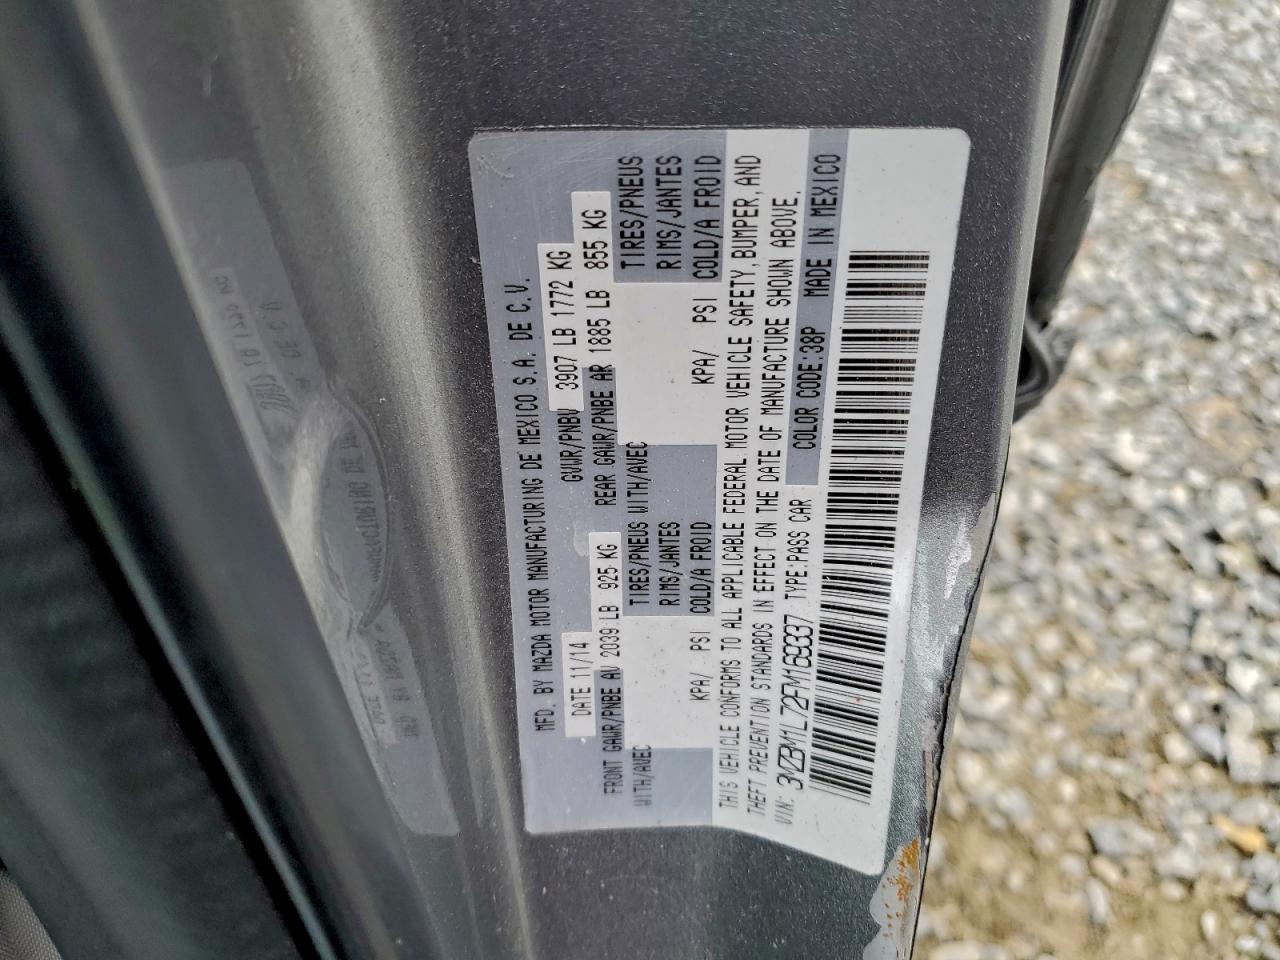 MFD. BY MAZDA MOTOR MANUFACTURING DE MEXICO S.A. DE C.V.
DATE 11/14 GVWR/PNBV 3907 LB 1772 KG
FRONT GAWR/PNBE AV 2039 LB 925 KG REAR GAWR/PNBE AR 1885 LB 855 KG
WITH/AVEC TIRES/PNEUS WITH/AVEC TIRES/PNEUS
RIMS/JANTES RIMS/JANTES
KPA/ PSI COLD/A FROID KPA/ PSI COLD/A FROID
THIS VEHICLE CONFORMS TO ALL APPLICABLE FEDERAL MOTOR VEHICLE SAFETY, BUMPER, AND
THEFT PREVENTION STANDARDS IN EFFECT ON THE DATE OF MANUFACTURE SHOWN ABOVE.
VIN: 3MZBM1L72FM169337 TYPE:PASS CAR COLOR CODE:38P MADE IN MEXICO